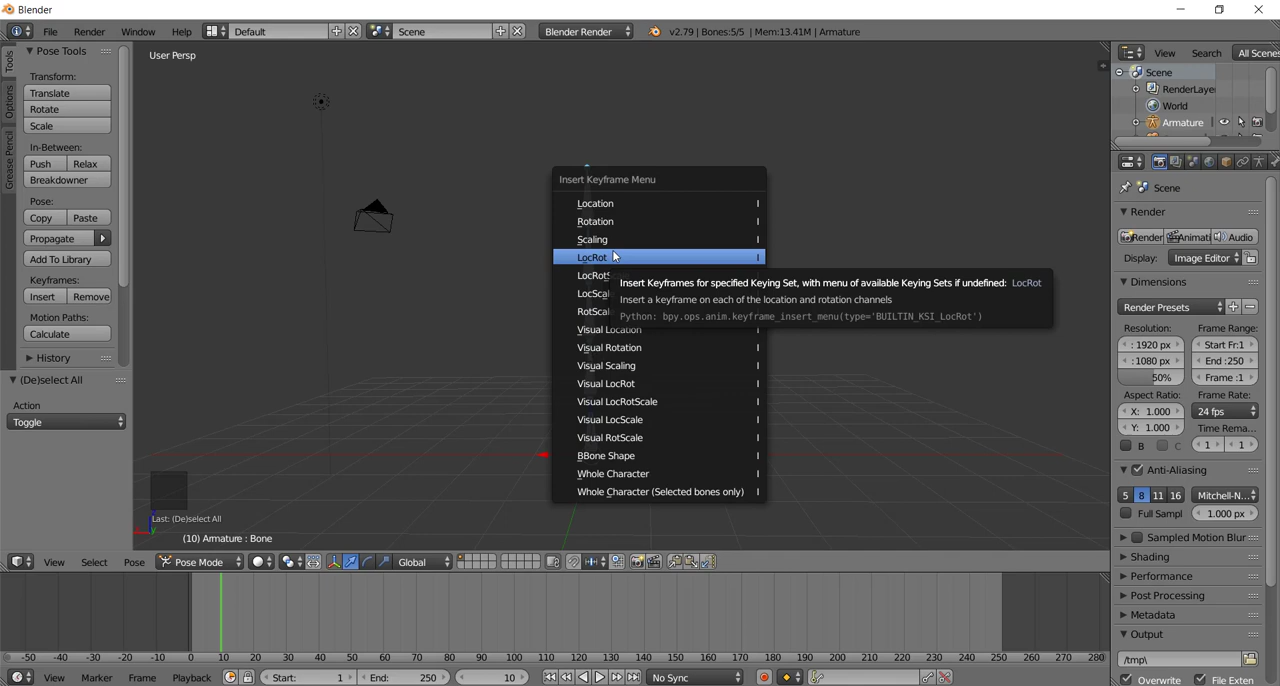 Blender
File Render Window Help Default Scene Blender Render v2.79 | Bones:5/5 | Mem:13.41M | Armature
Tools
Options
Grease Pencil
Pose Tools
Transform:
Translate
Rotate
Scale
In-Between:
Push Relax
Breakdowner
Pose:
Copy Paste
Propagate
Add To Library
Keyframes:
Insert Remove
Motion Paths:
Calculate
History
(De)select All
Action
Toggle
User Persp
Insert Keyframe Menu
Location I
Rotation I
Scaling I
LocRot I
LocRotS
LocScal
RotScal
Visual Location
Visual Rotation I
Visual Scaling I
Visual LocRot I
Visual LocRotScale I
Visual LocScale I
Visual RotScale I
BBone Shape I
Whole Character I
Whole Character (Selected bones only) I
Insert Keyframes for specified Keying Set, with menu of available Keying Sets if undefined: LocRot
Insert a keyframe on each of the location and rotation channels
Python: bpy.ops.anim.keyframe_insert_menu(type='BUILTIN_KSI_LocRot')
Last: (De)select All
(10) Armature : Bone
View Select Pose Pose Mode Global
-50 -40 -30 -20 -10 0 10 20 30 40 50 60 70 80 90 100 110 120 130 140 150 160 170 180 190 200 210 220 230 240 250 260 270 280
View Marker Frame Playback Start: 1 End: 250 10 No Sync
View Search All Scenes
Scene
RenderLaye
World
Armature
Scene
Render
Render Animati Audio
Display: Image Editor
Dimensions
Render Presets
Resolution: Frame Range:
: 1920 px Start Fr:1
:1080 px End :250
50% Frame :1
Aspect Ratio: Frame Rate:
X: 1.000 24 fps
Y: 1.000 Time Rema...
B C 1 1
Anti-Aliasing
5 8 11 16 Mitchell-N...
Full Sampl 1.000 px
Sampled Motion Blur
Shading
Performance
Post Processing
Metadata
Output
/tmp\
Overwrite File Exten